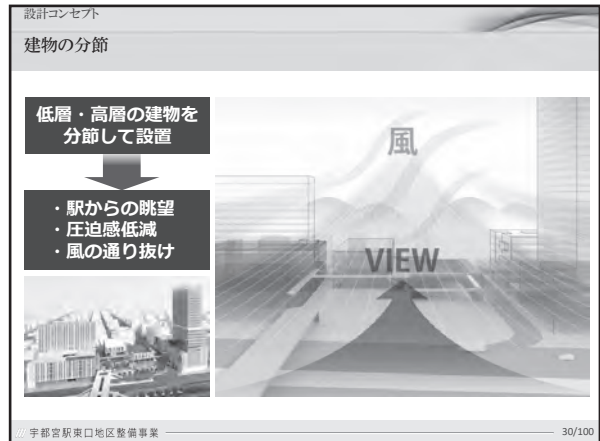 設計コンセプト
建物の分節
低層・高層の建物を
分節して設置
・駅からの眺望
・圧迫感低減
・風の通り抜け
風
VIEW
/// 宇都宮駅東口地区整備事業
30/100